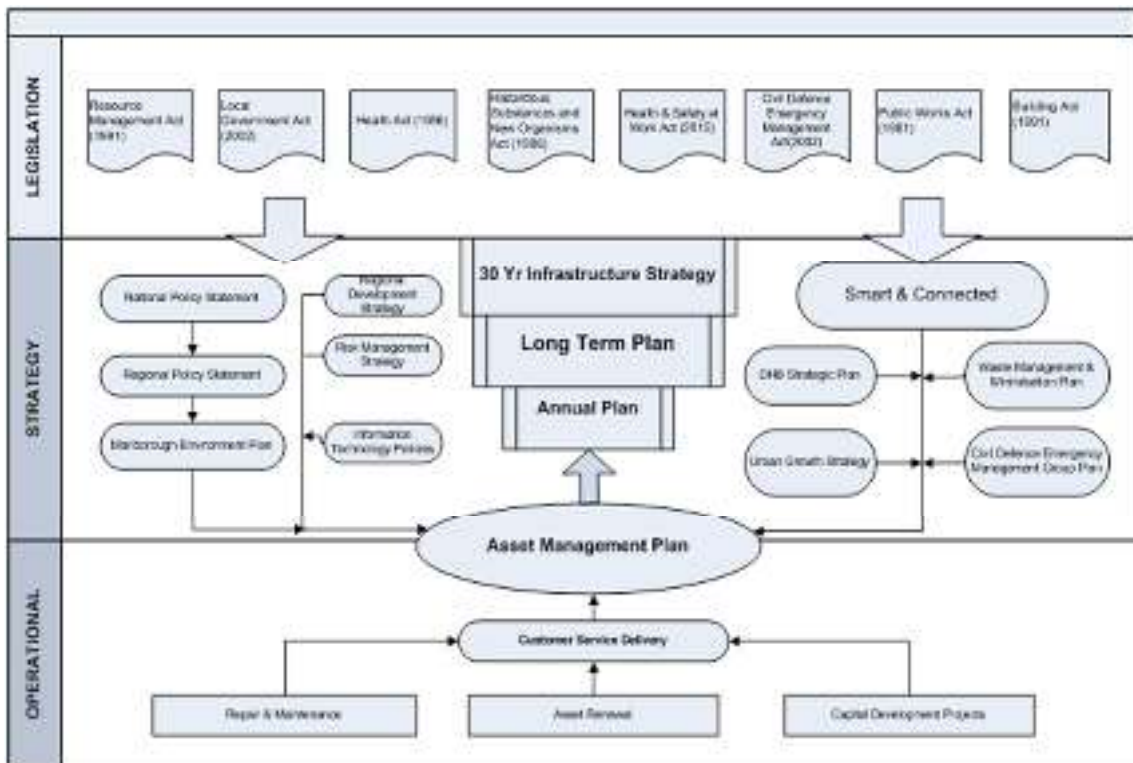 LEGISLATION
Resource
Management Act
(1991)
Local
Government Act
(2002)
Health Act (1956)
Hazardous
Substances and
New Organisms
Act (1996)
Health & Safety at
Work Act (2015)
Civil Defence
Emergency
Management
Act(2002)
Public Works Act
(1981)
Building Act
(1991)
STRATEGY
National Policy Statement
Regional Policy Statement
Marlborough Environment Plan
Regional
Development
Strategy
Risk Management
Strategy
Information
Technology Policies
30 Yr Infrastructure Strategy
Long Term Plan
Annual Plan
Smart & Connected
DHB Strategic Plan
Waste Management &
Minimisation Plan
Urban Growth Strategy
Civil Defence Emergency
Management Group Plan
Asset Management Plan
OPERATIONAL
Customer Service Delivery
Repair & Maintenance
Asset Renewal
Capital Development Projects